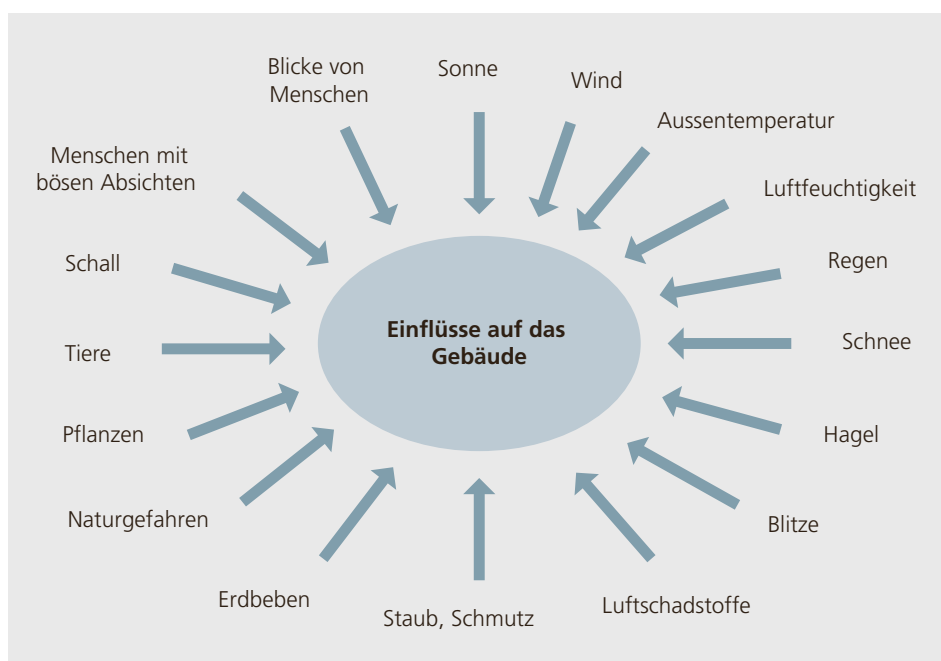 Blicke von
Menschen
Sonne
Wind
Aussentemperatur
Menschen mit
bösen Absichten
Luftfeuchtigkeit
Schall
Regen
Einflüsse auf das
Gebäude
Tiere
Schnee
Pflanzen
Hagel
Naturgefahren
Blitze
Erdbeben
Staub, Schmutz
Luftschadstoffe